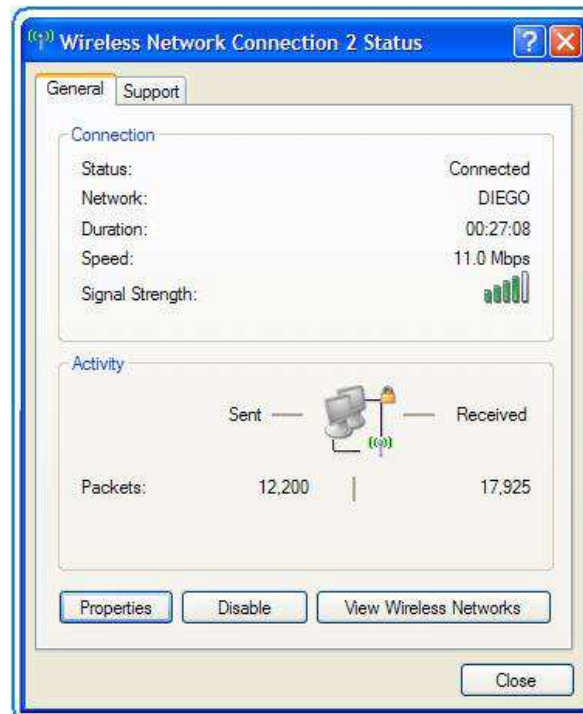 Wireless Network Connection 2 Status
General Support
Connection
Status: Connected
Network: DIEGO
Duration: 00:27:08
Speed: 11.0 Mbps
Signal Strength:
Activity
Sent Received
Packets: 12,200 17,925
Properties Disable View Wireless Networks
Close